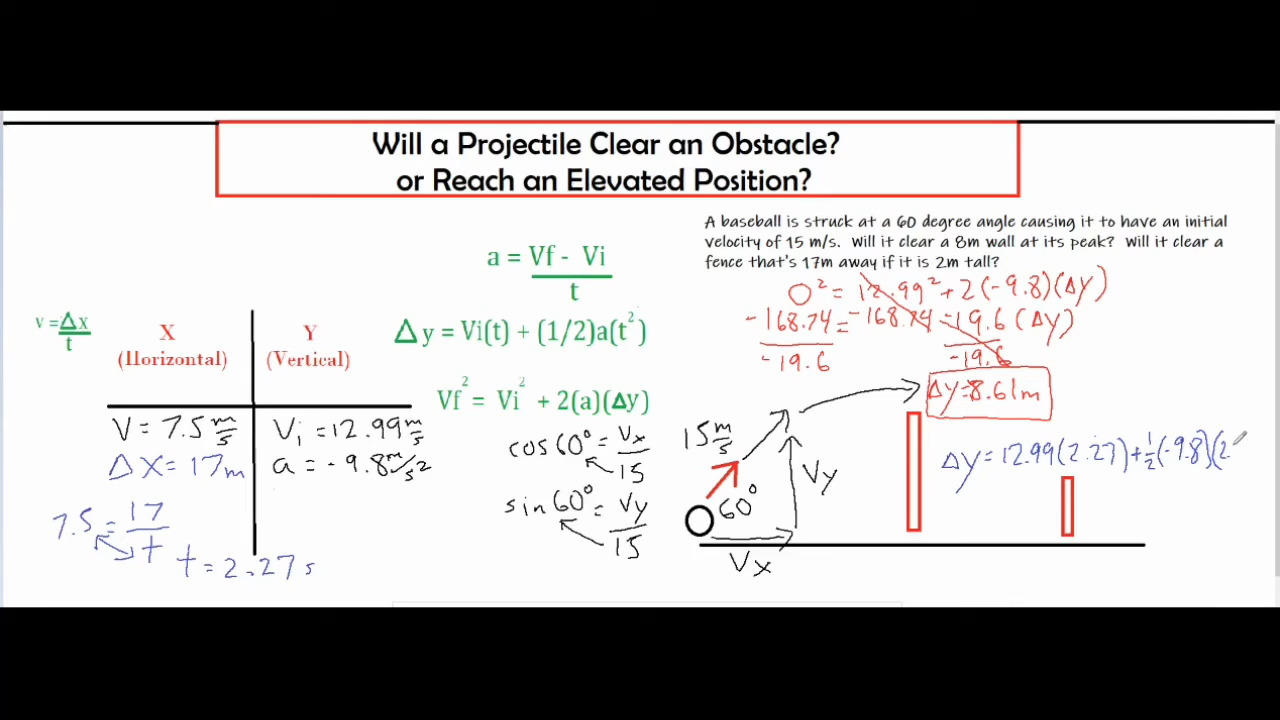 Will a Projectile Clear an Obstacle?
or Reach an Elevated Position?
A baseball is struck at a 60 degree angle causing it to have an initial
velocity of 15 m/s. Will it clear a 8m wall at its peak? Will it clear a
fence that's 17m away if it is 2m tall?
v = Δx/t
X
(Horizontal)
Y
(Vertical)
V = 7.5 m/s
ΔX = 17m
7.5 = 17/t
t = 2.27 s
Vi = 12.99 m/s
a = -9.8 m/s²
a = Vf - Vi
t
Δy = Vi(t) + (1/2)a(t²)
Vf² = Vi² + 2(a)(Δy)
cos60° = Vx/15
sin60° = Vy/15
0² = 12.99² + 2(-9.8)(Δy)
-168.74 = -168.74 -19.6(Δy)
-19.6 -19.6
Δy = 8.61m
15 m/s
60°
Vy
Vx
Δy = 12.99(2.27) + ½(-9.8)(2.